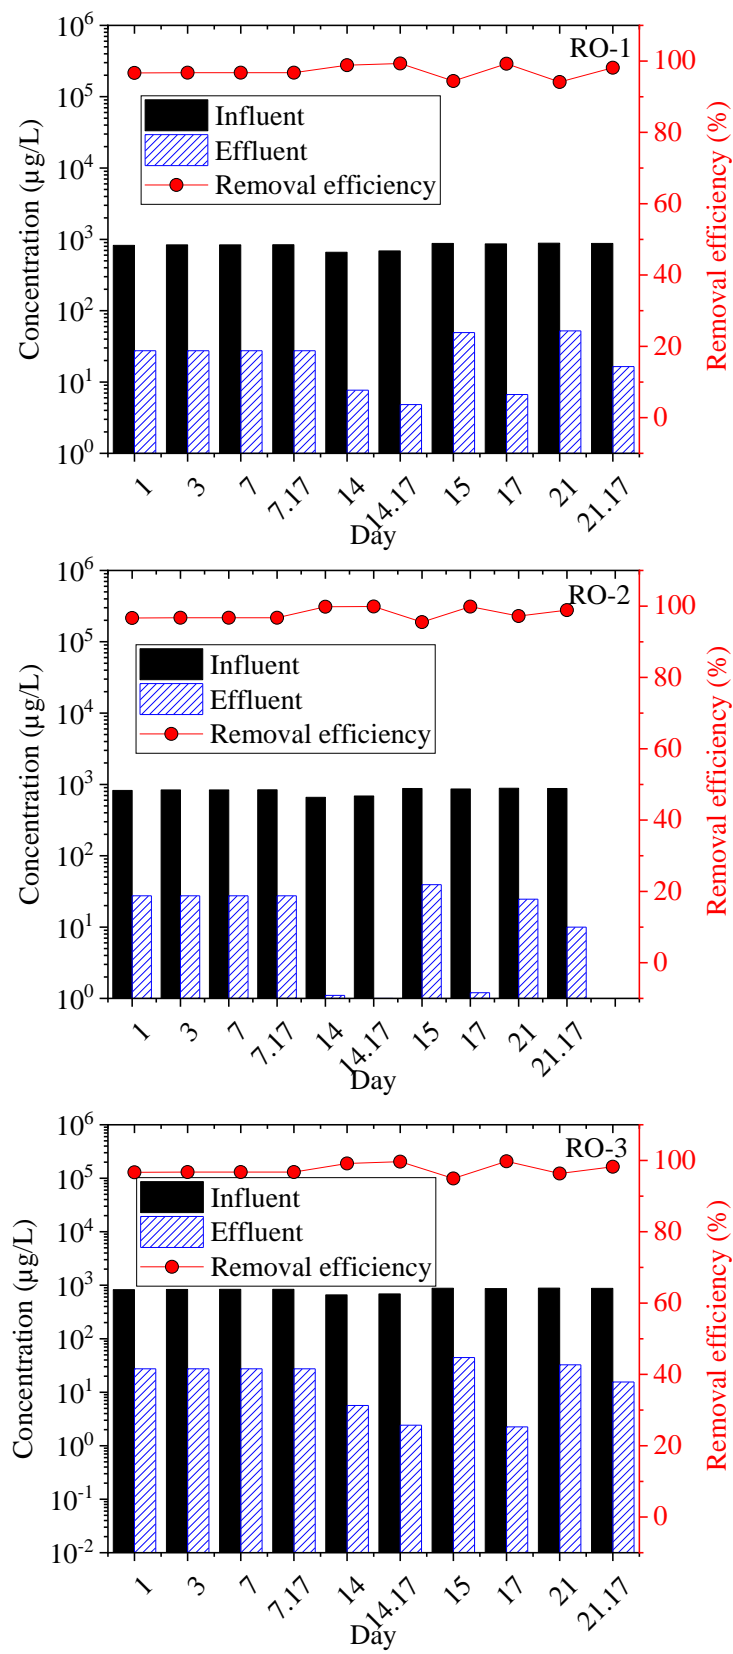 RO-1
10⁶
10⁵
10⁴
10³
10²
10¹
10⁰
Concentration (µg/L)
Influent
Effluent
Removal efficiency
100
80
60
40
20
0
Removal efficiency (%)
1 3 7 7.17 14 14.17 15 17 21 21.17
Day
RO-2
10⁶
10⁵
10⁴
10³
10²
10¹
10⁰
Concentration (µg/L)
Influent
Effluent
Removal efficiency
100
80
60
40
20
0
Removal efficiency (%)
1 3 7 7.17 14 14.17 15 17 21 21.17
Day
RO-3
10⁶
10⁵
10⁴
10³
10²
10¹
10⁰
10⁻¹
10⁻²
Concentration (µg/L)
Influent
Effluent
Removal efficiency
100
80
60
40
20
0
Removal efficiency (%)
1 3 7 7.17 14 14.17 15 17 21 21.17
Day